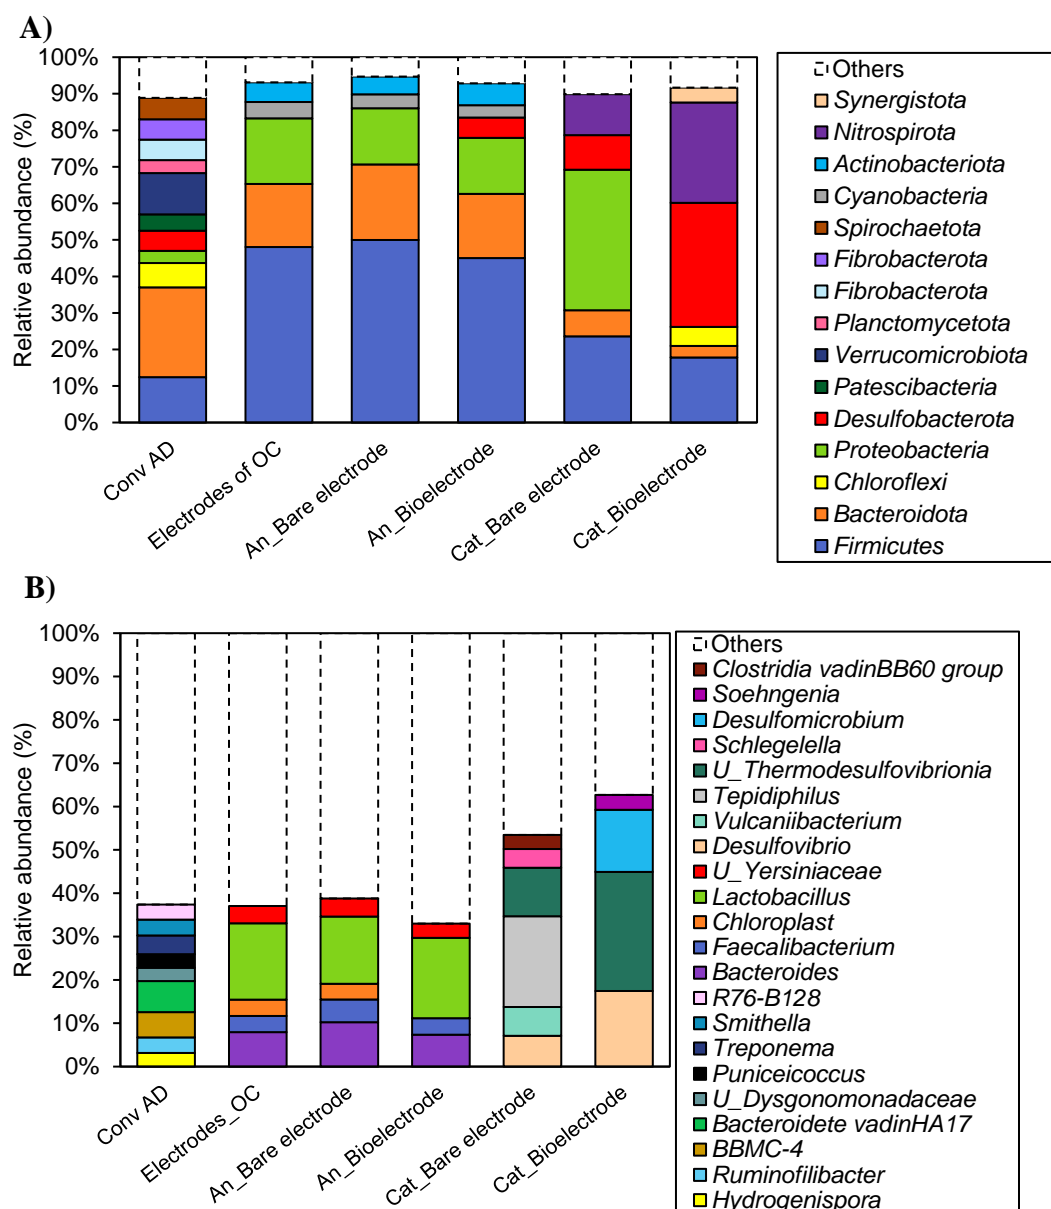 A)
100%
90%
80%
70%
60%
50%
40%
30%
20%
10%
0%
Relative abundance (%)
Conv AD
Electrodes of OC
An_Bare electrode
An_Bioelectrode
Cat_Bare electrode
Cat_Bioelectrode
Others
Synergistota
Nitrospirota
Actinobacteriota
Cyanobacteria
Spirochaetota
Fibrobacterota
Fibrobacterota
Planctomycetota
Verrucomicrobiota
Patescibacteria
Desulfobacterota
Proteobacteria
Chloroflexi
Bacteroidota
Firmicutes
B)
100%
90%
80%
70%
60%
50%
40%
30%
20%
10%
0%
Relative abundance (%)
Conv AD
Electrodes_OC
An_Bare electrode
An_Bioelectrode
Cat_Bare electrode
Cat_Bioelectrode
Others
Clostridia vadinBB60 group
Soehngenia
Desulfomicrobium
Schlegelella
U_Thermodesulfovibrionia
Tepidiphilus
Vulcaniibacterium
Desulfovibrio
U_Yersiniaceae
Lactobacillus
Chloroplast
Faecalibacterium
Bacteroides
R76-B128
Smithella
Treponema
Puniceicoccus
U_Dysgonomonadaceae
Bacteroidete vadinHA17
BBMC-4
Ruminofilibacter
Hydrogenispora